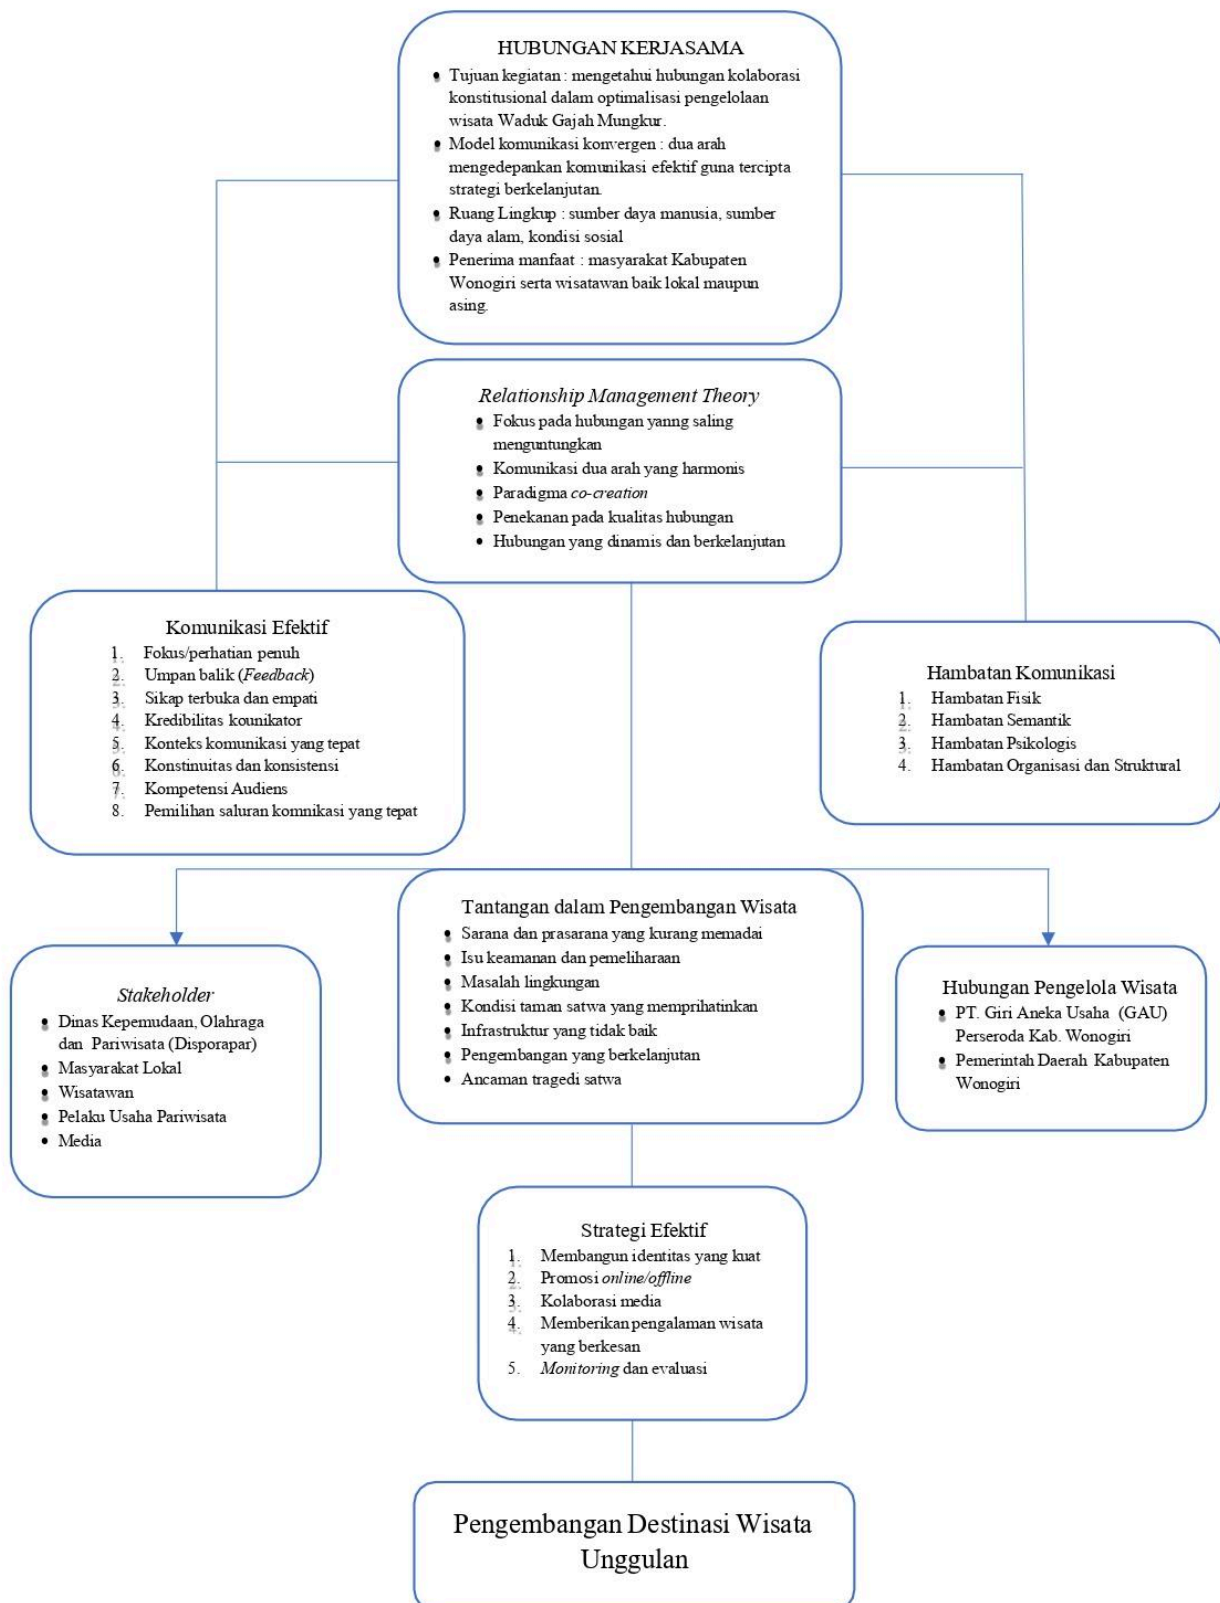 HUBUNGAN KERJASAMA
• Tujuan kegiatan : mengetahui hubungan kolaborasi
konstitusional dalam optimalisasi pengelolaan
wisata Waduk Gajah Mungkur.
• Model komunikasi konvergen : dua arah
mengedepankan komunikasi efektif guna tercipta
strategi berkelanjutan.
• Ruang Lingkup : sumber daya manusia, sumber
daya alam, kondisi sosial
• Penerima manfaat : masyarakat Kabupaten
Wonogiri serta wisatawan baik lokal maupun
asing.
Relationship Management Theory
• Fokus pada hubungan yanng saling
menguntungkan
• Komunikasi dua arah yang harmonis
• Paradigma co-creation
• Penekanan pada kualitas hubungan
• Hubungan yang dinamis dan berkelanjutan
Komunikasi Efektif
1. Fokus/perhatian penuh
2. Umpan balik (Feedback)
3. Sikap terbuka dan empati
4. Kredibilitas kounikator
5. Konteks komunikasi yang tepat
6. Konstinuitas dan konsistensi
7. Kompetensi Audiens
8. Pemilihan saluran komnikasi yang tepat
Hambatan Komunikasi
1. Hambatan Fisik
2. Hambatan Semantik
3. Hambatan Psikologis
4. Hambatan Organisasi dan Struktural
Stakeholder
• Dinas Kepemudaan, Olahraga
dan Pariwisata (Disporapar)
• Masyarakat Lokal
• Wisatawan
• Pelaku Usaha Pariwisata
• Media
Tantangan dalam Pengembangan Wisata
• Sarana dan prasarana yang kurang memadai
• Isu keamanan dan pemeliharaan
• Masalah lingkungan
• Kondisi taman satwa yang memprihatinkan
• Infrastruktur yang tidak baik
• Pengembangan yang berkelanjutan
• Ancaman tragedi satwa
Hubungan Pengelola Wisata
• PT. Giri Aneka Usaha (GAU)
Perseroda Kab. Wonogiri
• Pemerintah Daerah Kabupaten
Wonogiri
Strategi Efektif
1. Membangun identitas yang kuat
2. Promosi online/offline
3. Kolaborasi media
4. Memberikan pengalaman wisata
yang berkesan
5. Monitoring dan evaluasi
Pengembangan Destinasi Wisata
Unggulan